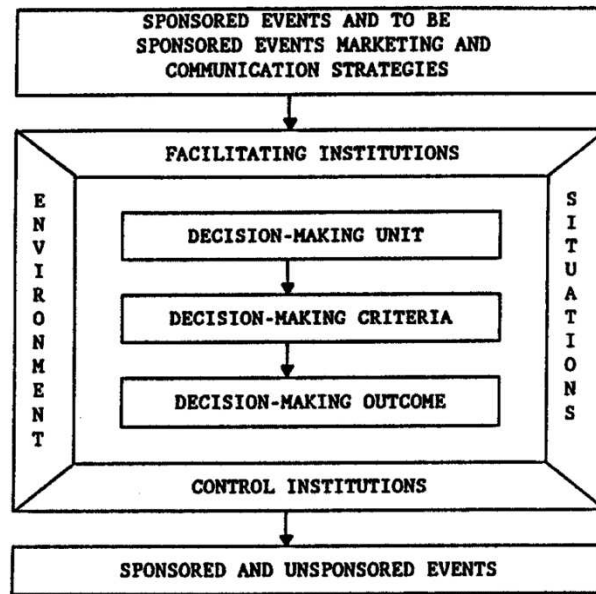 SPONSORED EVENTS AND TO BE
SPONSORED EVENTS MARKETING AND
COMMUNICATION STRATEGIES
FACILITATING INSTITUTIONS
ENVIRONMENT
DECISION-MAKING UNIT
DECISION-MAKING CRITERIA
DECISION-MAKING OUTCOME
SITUATIONS
CONTROL INSTITUTIONS
SPONSORED AND UNSPONSORED EVENTS